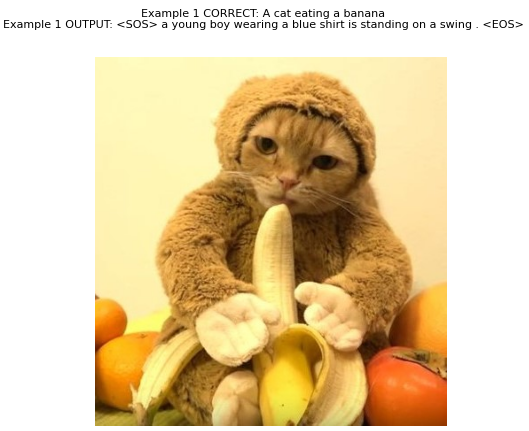 Example 1 CORRECT: A cat eating a banana
Example 1 OUTPUT: <SOS> a young boy wearing a blue shirt is standing on a swing . <EOS>